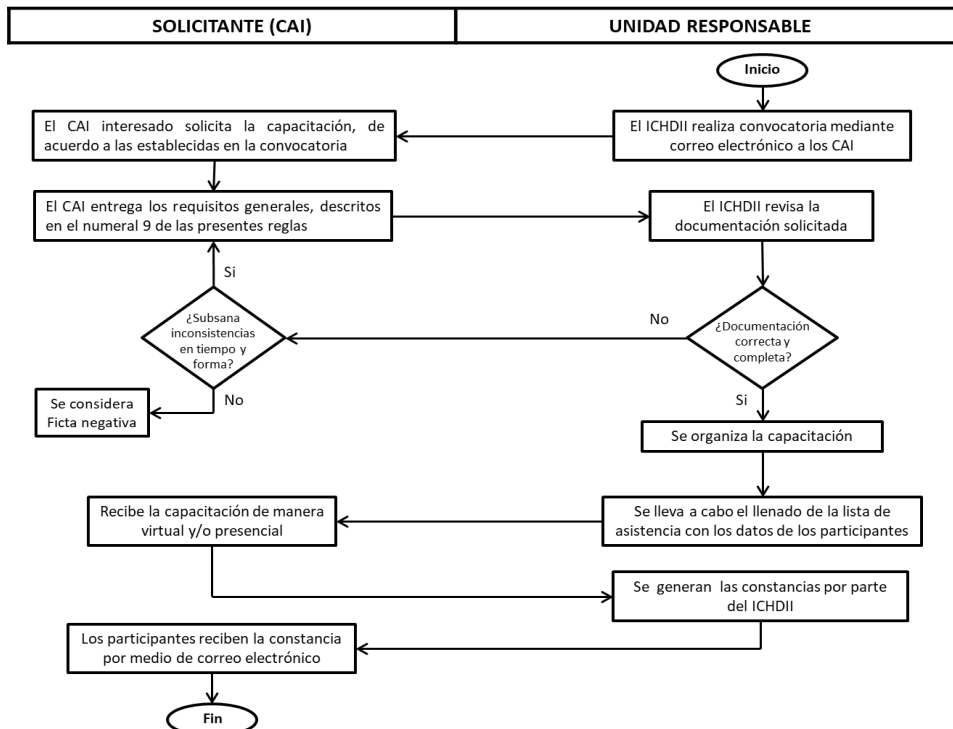 SOLICITANTE (CAI)
UNIDAD RESPONSABLE
Inicio
El ICHDII realiza convocatoria mediante
correo electrónico a los CAI
El CAI interesado solicita la capacitación, de
acuerdo a las establecidas en la convocatoria
El CAI entrega los requisitos generales, descritos
en el numeral 9 de las presentes reglas
El ICHDII revisa la
documentación solicitada
Si
¿Subsana
inconsistencias
en tiempo y
forma?
No
¿Documentación
correcta y
completa?
Se considera
Ficta negativa
No
Si
Se organiza la capacitación
Se lleva a cabo el llenado de la lista de
asistencia con los datos de los participantes
Recibe la capacitación de manera
virtual y/o presencial
Se generan las constancias por parte
del ICHDII
Los participantes reciben la constancia
por medio de correo electrónico
Fin